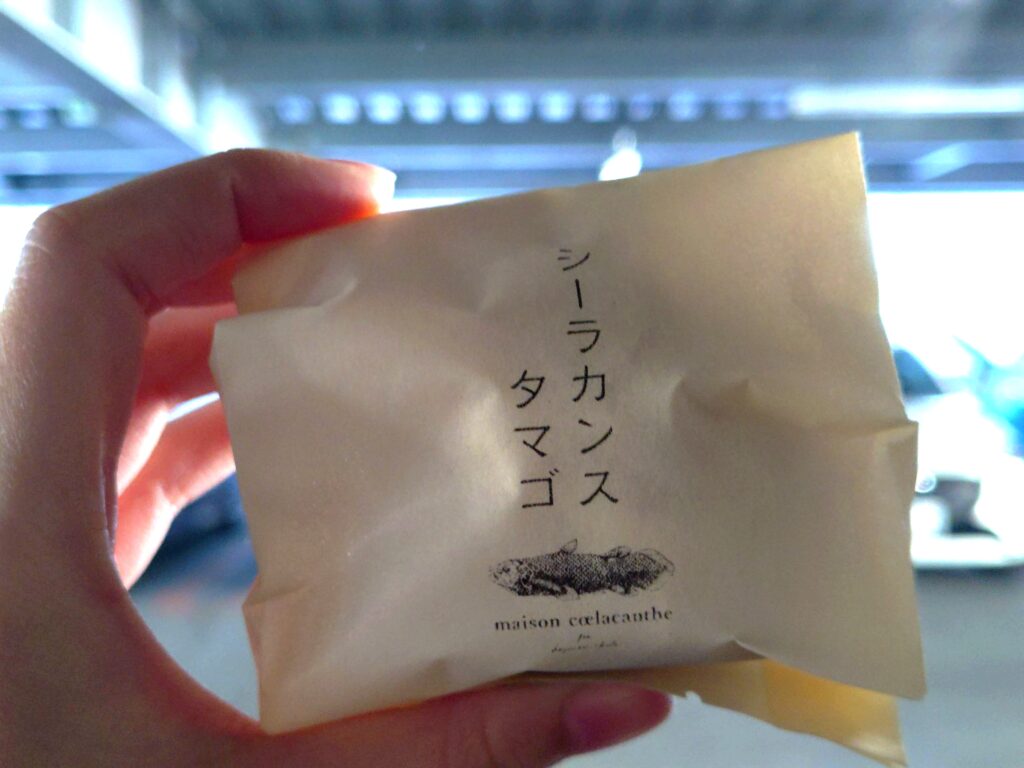 シーラカンス
タマゴ
maison cœlacanthe